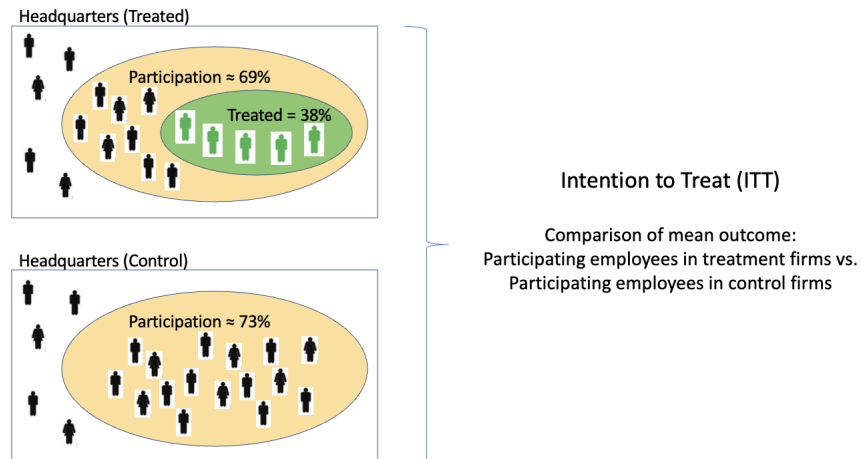 Headquarters (Treated)
Participation ≈ 69%
Treated = 38%
Headquarters (Control)
Participation ≈ 73%
Intention to Treat (ITT)
Comparison of mean outcome:
Participating employees in treatment firms vs.
Participating employees in control firms